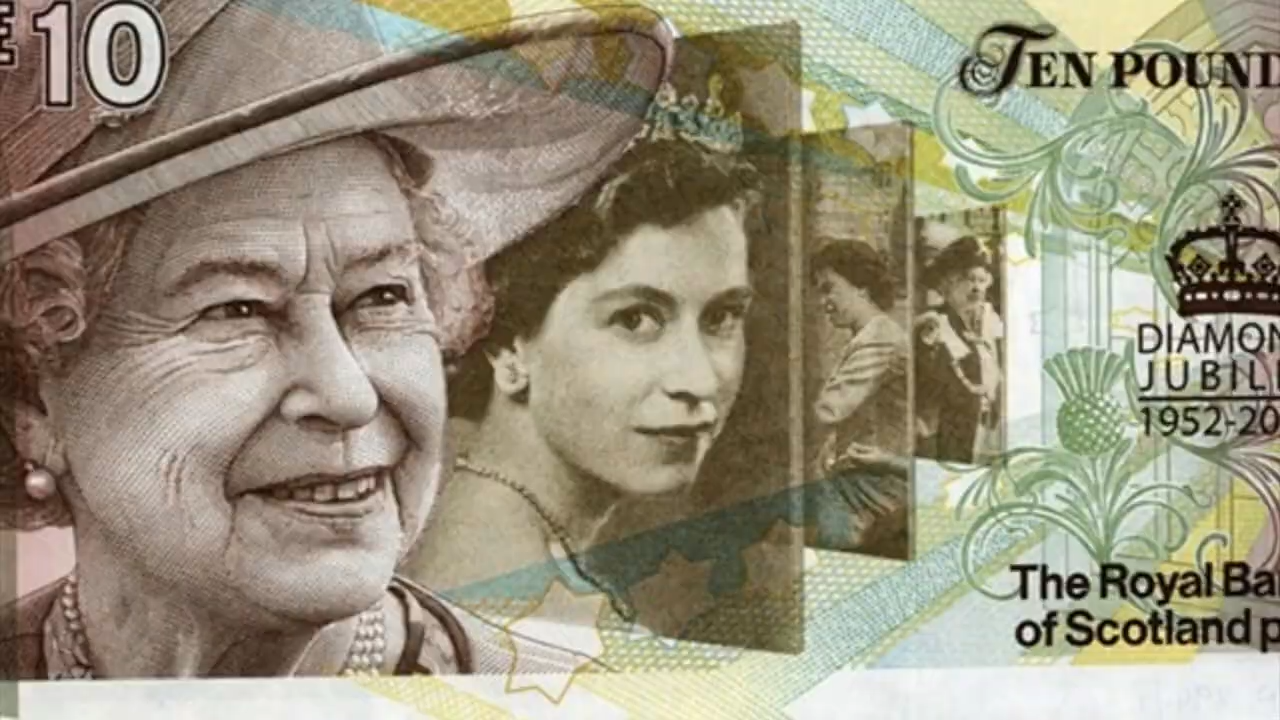 £10
TEN POUND
DIAMON
JUBIL
1952-20
The Royal Ba
of Scotland p